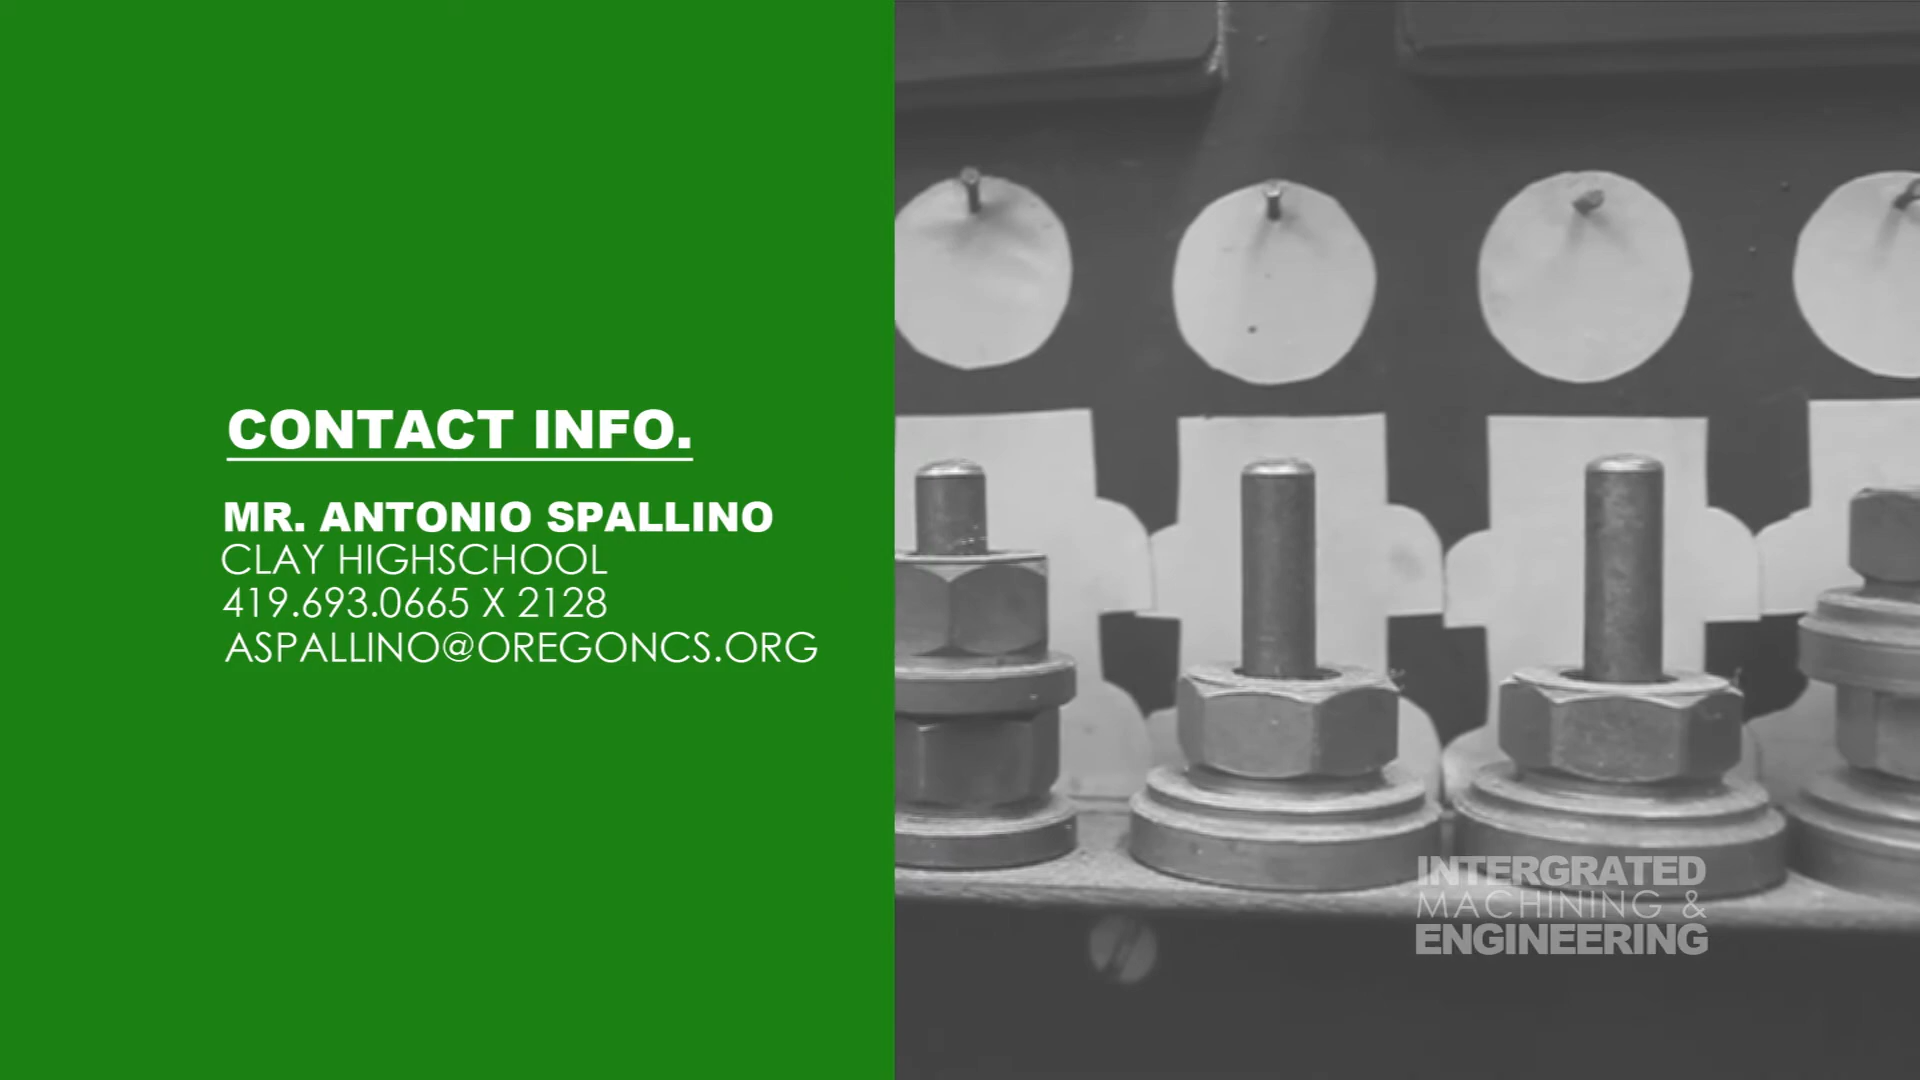 CONTACT INFO.
MR. ANTONIO SPALLINO
CLAY HIGHSCHOOL
419.693.0665 X 2128
ASPALLINO@OREGONCS.ORG
INTERGRATED
MACHINING &
ENGINEERING